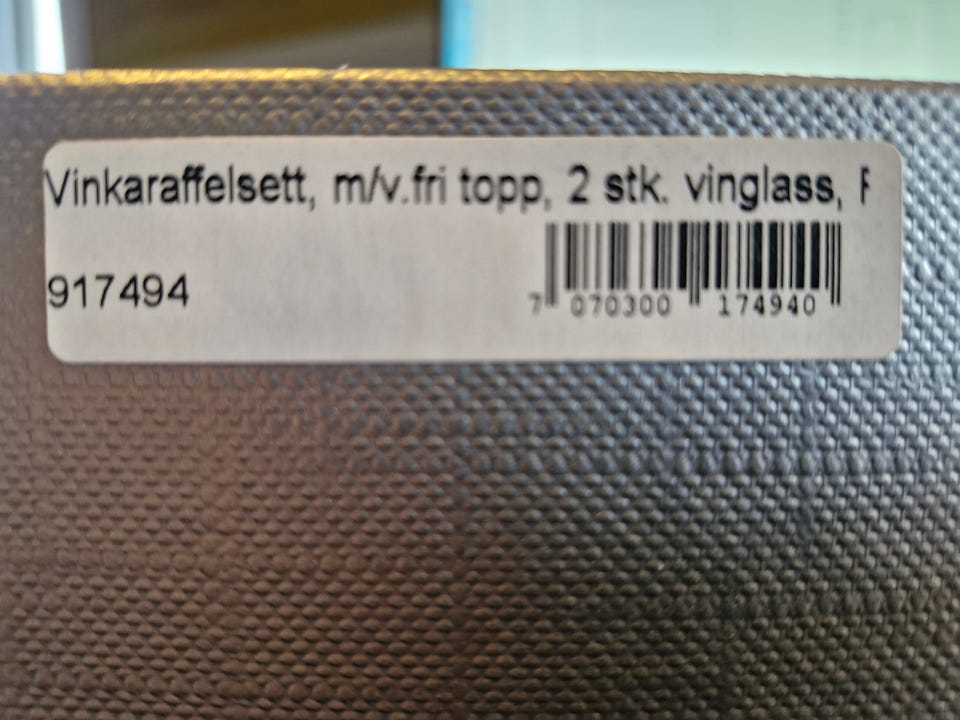 Vinkaraffelsett, m/v.fri topp, 2 stk. vinglass,
917494
7 070300 174940